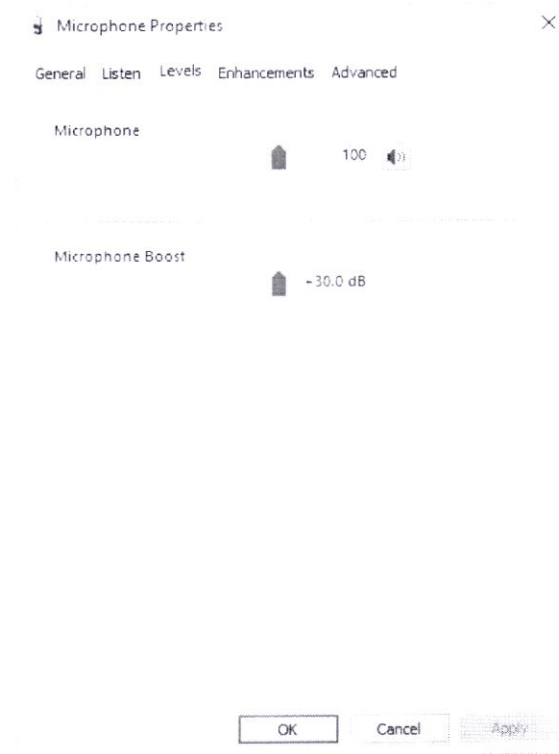 Microphone Properties
General Listen Levels Enhancements Advanced
Microphone
100
Microphone Boost
+30.0 dB
OK Cancel Apply